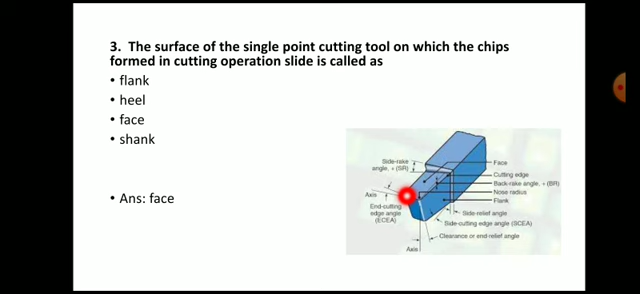 3. The surface of the single point cutting tool on which the chips
formed in cutting operation slide is called as
• flank
• heel
• face
• shank
• Ans: face
Side-rake
angle, + (SR)
Axis
End-cutting
edge angle
(ECEA)
Face
Cutting edge
Back-rake angle, + (BR)
Nose radius
Flank
Side-relief angle
Side-cutting edge angle (SCEA)
Clearance or end-relief angle
Axis